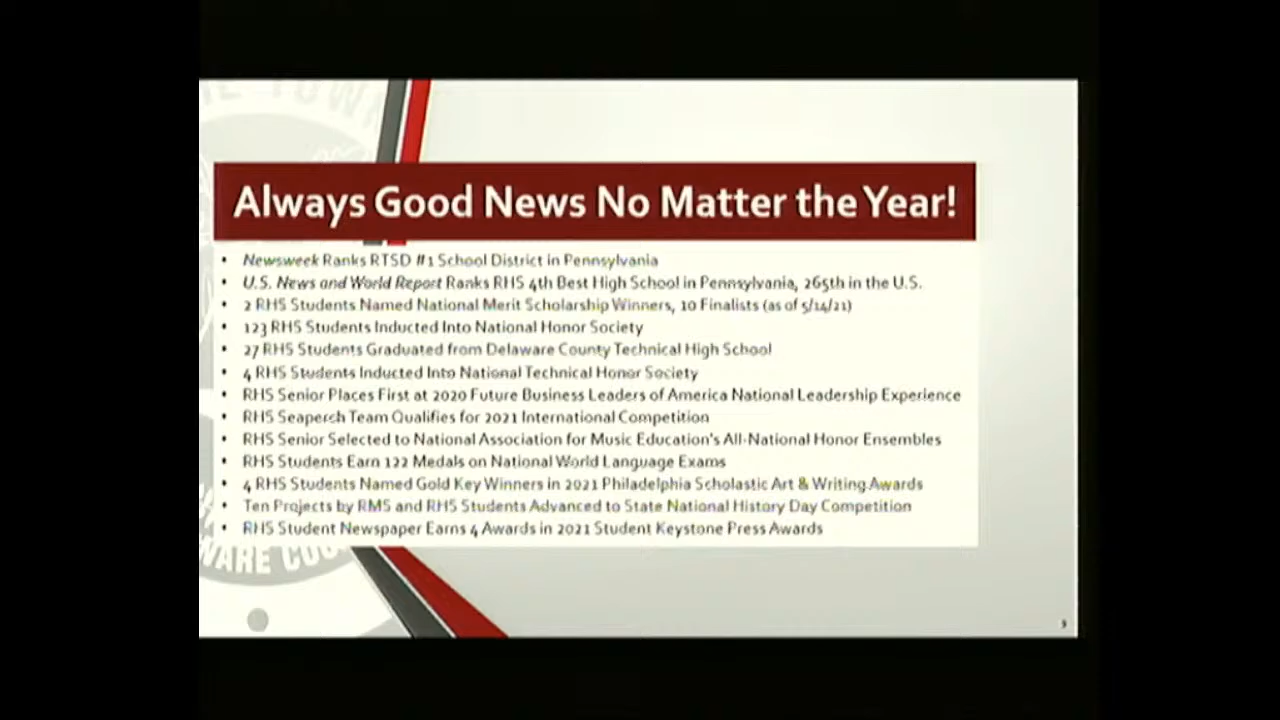 Always Good News No Matter the Year!
• Newsweek Ranks RTSD #1 School District in Pennsylvania
• U.S. News and World Report Ranks RHS 4th Best High School in Pennsylvania, 265th in the U.S.
• 2 RHS Students Named National Merit Scholarship Winners, 10 Finalists (as of 5/14/21)
• 123 RHS Students Inducted Into National Honor Society
• 27 RHS Students Graduated from Delaware County Technical High School
• 4 RHS Students Inducted Into National Technical Honor Society
• RHS Senior Places First at 2020 Future Business Leaders of America National Leadership Experience
• RHS Seaperch Team Qualifies for 2021 International Competition
• RHS Senior Selected to National Association for Music Education's All-National Honor Ensembles
• RHS Students Earn 122 Medals on National World Language Exams
• 4 RHS Students Named Gold Key Winners in 2021 Philadelphia Scholastic Art & Writing Awards
• Ten Projects by RMS and RHS Students Advanced to State National History Day Competition
• RHS Student Newspaper Earns 4 Awards in 2021 Student Keystone Press Awards